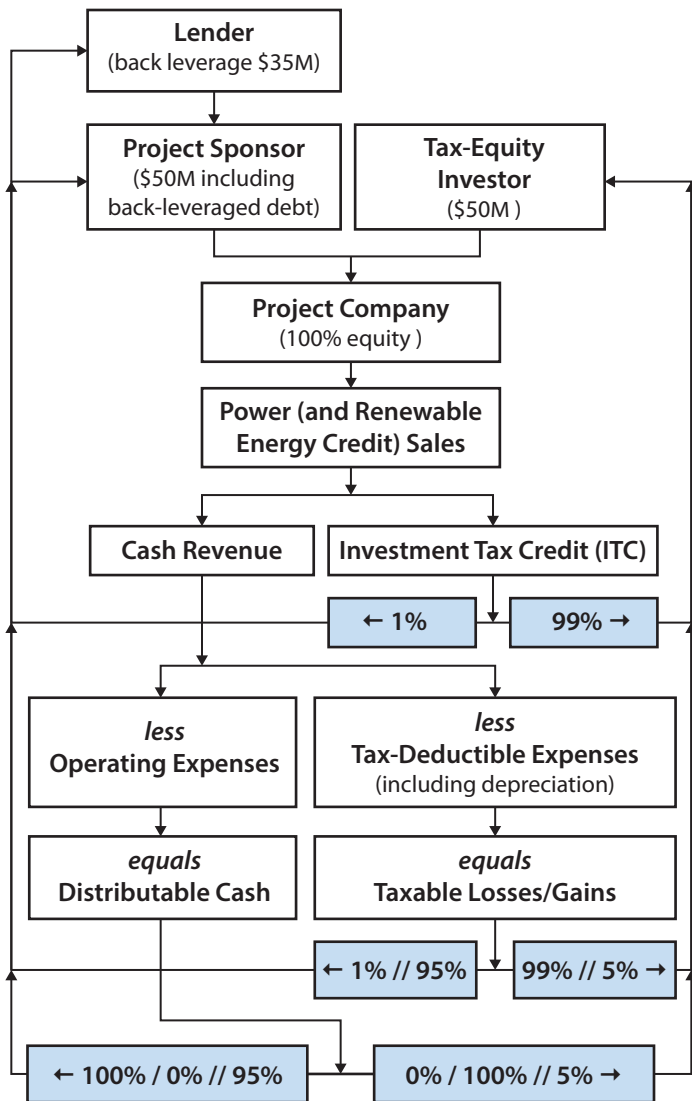 Lender
(back leverage $35M)
Project Sponsor
($50M including
back-leveraged debt)
Tax-Equity
Investor
($50M )
Project Company
(100% equity )
Power (and Renewable
Energy Credit) Sales
Cash Revenue
Investment Tax Credit (ITC)
← 1%
99% →
less
Operating Expenses
less
Tax-Deductible Expenses
(including depreciation)
equals
Distributable Cash
equals
Taxable Losses/Gains
← 1% // 95%
99% // 5% →
← 100% / 0% // 95%
0% / 100% // 5% →